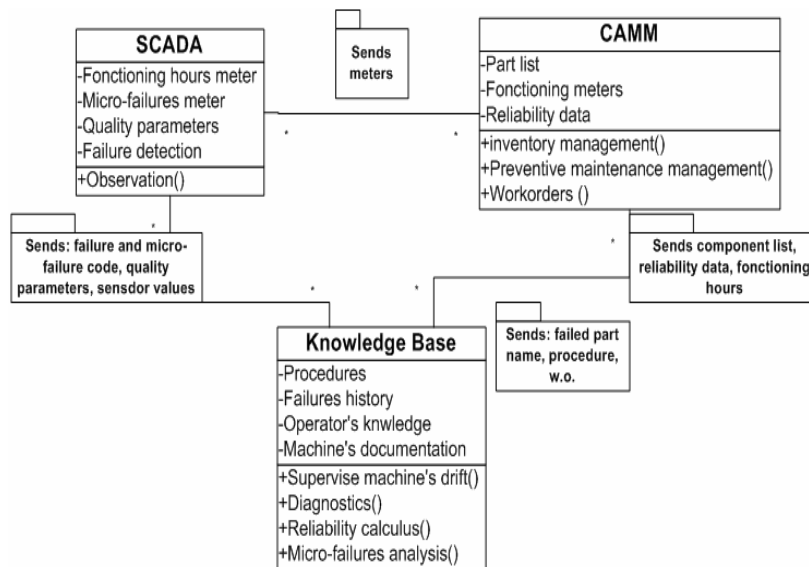 SCADA
-Fonctioning hours meter
-Micro-failures meter
-Quality parameters
-Failure detection
+Observation()
Sends
meters
CAMM
-Part list
-Fonctioning meters
-Reliability data
+inventory management()
+Preventive maintenance management()
+Workorders ()
*
*
*
*
*
*
Sends: failure and micro-
failure code, quality
parameters, sensdor values
Sends component list,
reliability data, fonctioning
hours
Sends: failed part
name, procedure,
w.o.
Knowledge Base
-Procedures
-Failures history
-Operator's knwledge
-Machine's documentation
+Supervise machine's drift()
+Diagnostics()
+Reliability calculus()
+Micro-failures analysis()